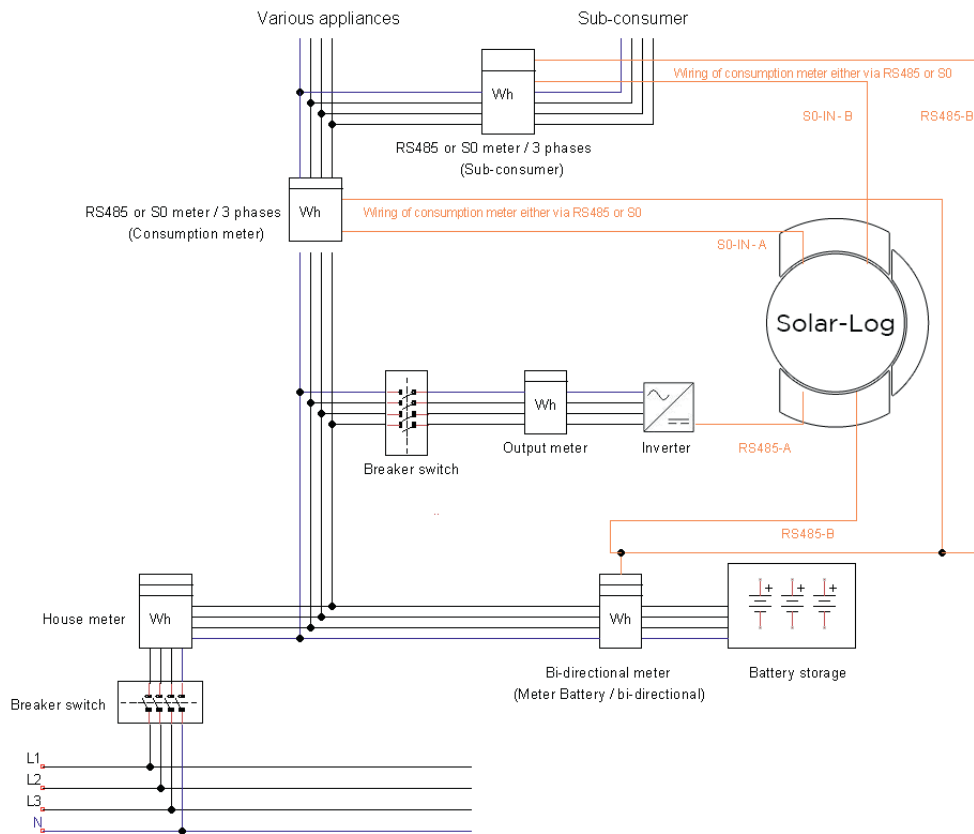 Various appliances
Sub-consumer
Wiring of consumption meter either via RS485 or S0
Wh
S0-IN-B
RS485-B
RS485 or S0 meter / 3 phases
(Sub-consumer)
RS485 or S0 meter / 3 phases
(Consumption meter)
Wh
Wiring of consumption meter either via RS485 or S0
S0-IN-A
Solar-Log
Wh
Breaker switch
Output meter
Inverter
RS485-A
RS485-B
House meter
Wh
Wh
+
+
+
Bi-directional meter
(Meter Battery / bi-directional)
Battery storage
Breaker switch
L1
L2
L3
N